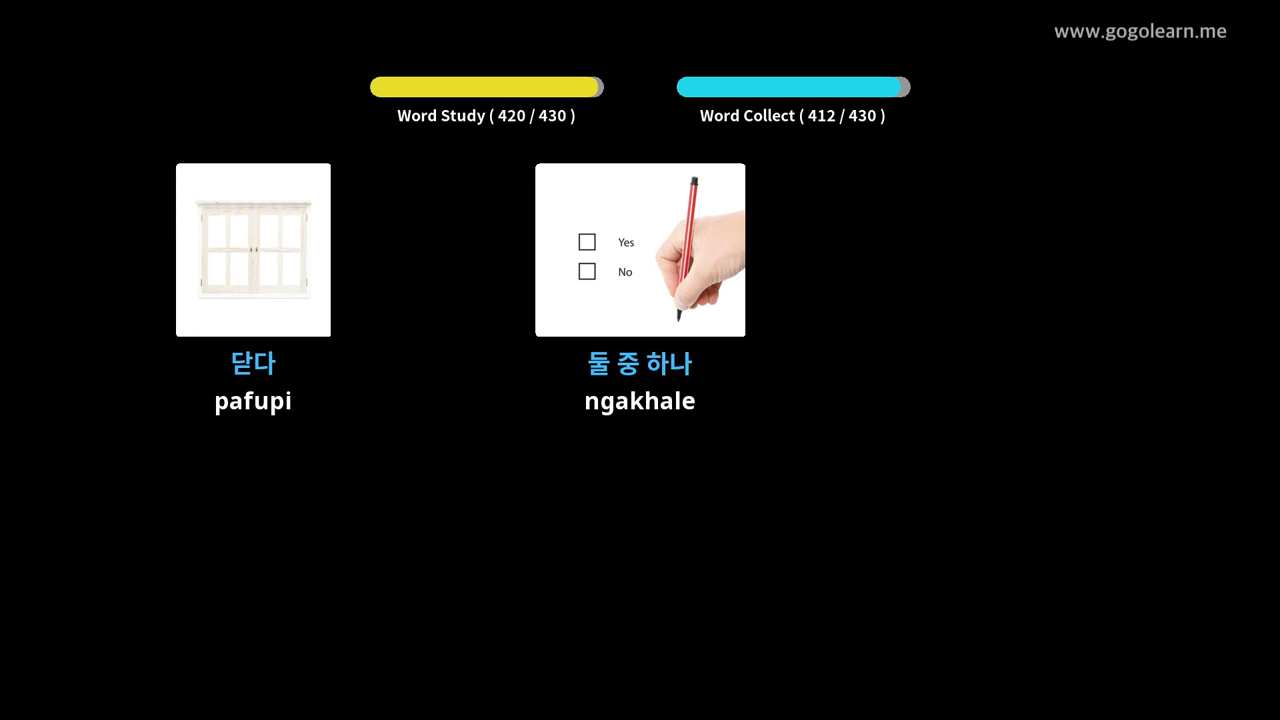 www.gogolearn.me
Word Study ( 420 / 430 )
Word Collect ( 412 / 430 )
Yes
No
닫다
pafupi
둘 중 하나
ngakhale